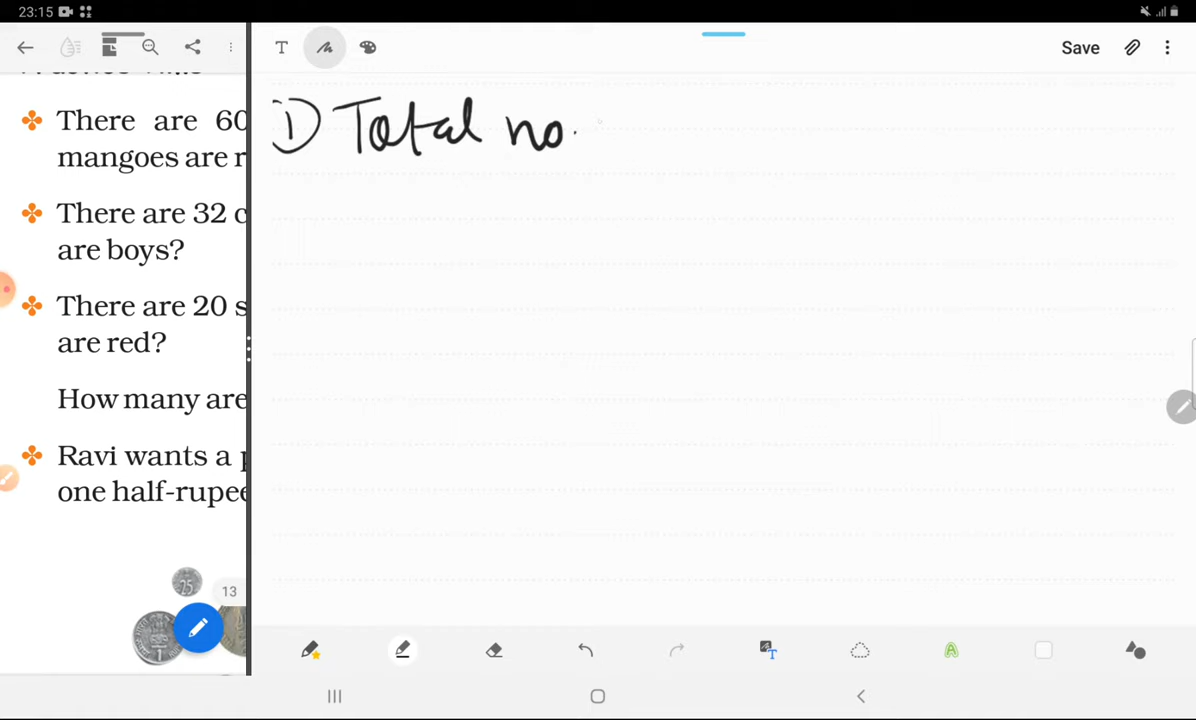 23:15
T
Save
There are 60
mangoes are r
There are 32 c
are boys?
There are 20 s
are red?
How many are
Ravi wants a p
one half-rupee
13
25
1
1) Total no.
T
A